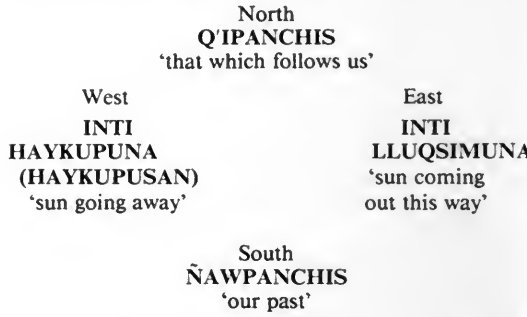 North
Q'IPANCHIS
‘that which follows us’
West East
INTI INTI
HAYKUPUNA LLUQSIMUNA
(HAYKUPUSAN) ‘sun coming
‘sun going away’ out this way’
South
ÑAWPANCHIS
‘our past’